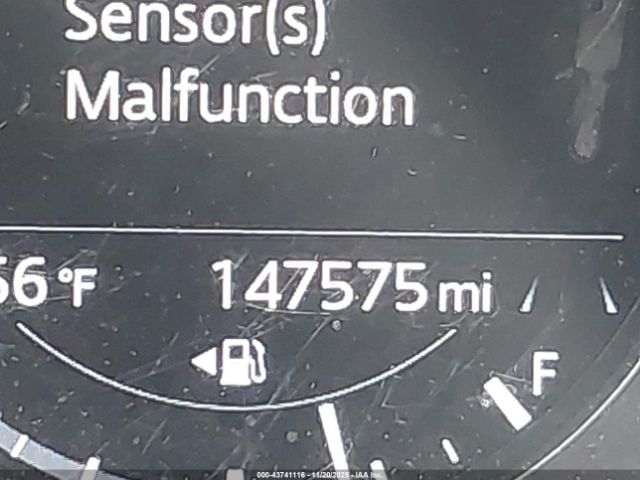 Sensor(s)
Malfunction
56 °F 147575 mi
F
000-43741116 - 11/20/2025 - IAA Inc.